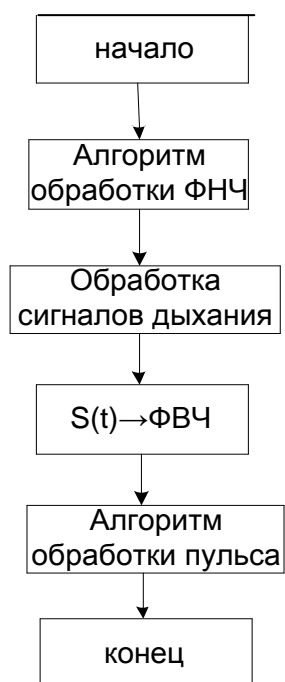 начало
Алгоритм
обработки ФНЧ
Обработка
сигналов дыхания
S(t)→ФВЧ
Алгоритм
обработки пульса
конец